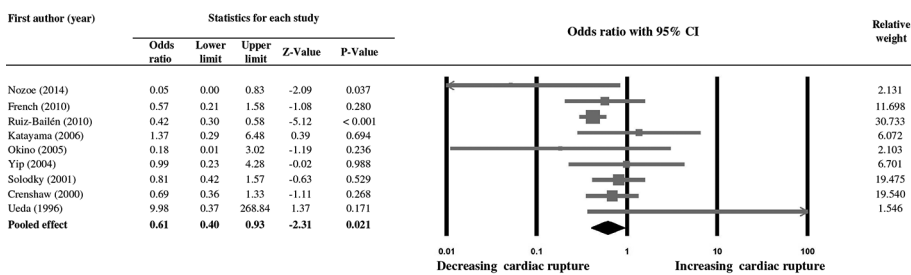 First author (year) Statistics for each study Odds ratio with 95% CI Relative weight
Odds ratio Lower limit Upper limit Z-Value P-Value
Nozoe (2014) 0.05 0.00 0.83 -2.09 0.037 2.131
French (2010) 0.57 0.21 1.58 -1.08 0.280 11.698
Ruiz-Bailén (2010) 0.42 0.30 0.58 -5.12 < 0.001 30.733
Katayama (2006) 1.37 0.29 6.48 0.39 0.694 6.072
Okino (2005) 0.18 0.01 3.02 -1.19 0.236 2.103
Yip (2004) 0.99 0.23 4.28 -0.02 0.988 6.701
Solodky (2001) 0.81 0.42 1.57 -0.63 0.529 19.475
Crenshaw (2000) 0.69 0.36 1.33 -1.11 0.268 19.540
Ueda (1996) 9.98 0.37 268.84 1.37 0.171 1.546
Pooled effect 0.61 0.40 0.93 -2.31 0.021
0.01 0.1 1 10 100
Decreasing cardiac rupture Increasing cardiac rupture